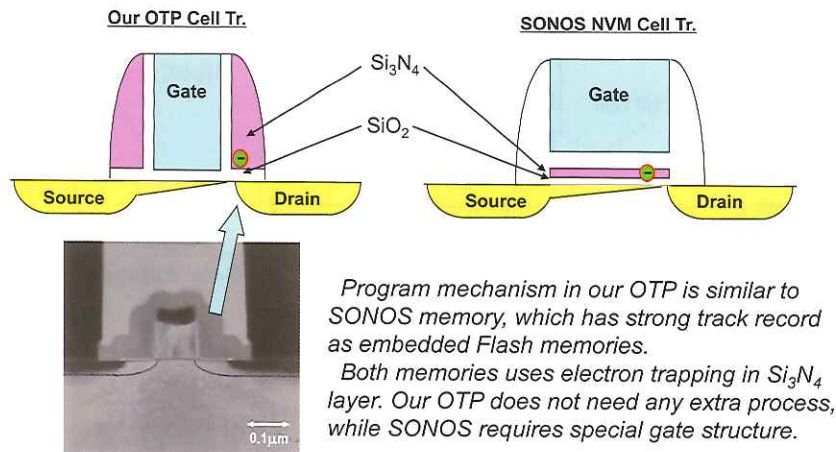 Our OTP Cell Tr.
SONOS NVM Cell Tr.
Si₃N₄
Gate
Gate
SiO₂
Source
Drain
Source
Drain
Program mechanism in our OTP is similar to
SONOS memory, which has strong track record
as embedded Flash memories.
Both memories uses electron trapping in Si₃N₄
layer. Our OTP does not need any extra process,
while SONOS requires special gate structure.
0.1μm